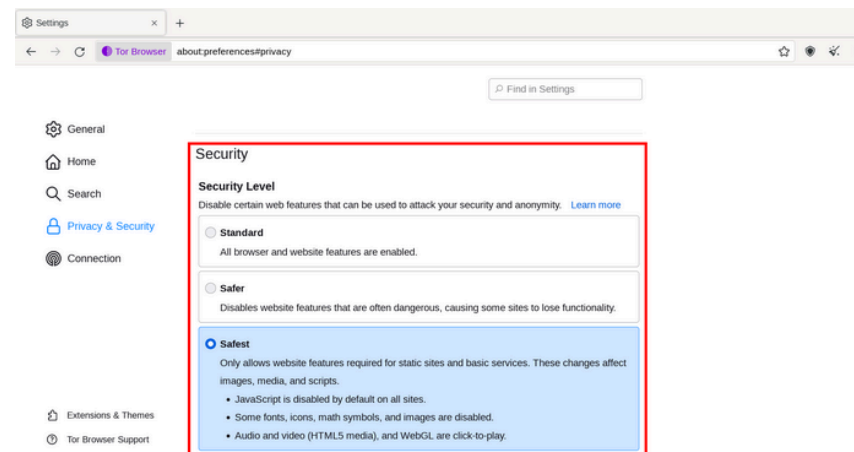 Settings
Tor Browser about:preferences#privacy
Find in Settings
General
Home
Search
Privacy & Security
Connection
Extensions & Themes
Tor Browser Support
Security
Security Level
Disable certain web features that can be used to attack your security and anonymity. Learn more
Standard
All browser and website features are enabled.
Safer
Disables website features that are often dangerous, causing some sites to lose functionality.
Safest
Only allows website features required for static sites and basic services. These changes affect
images, media, and scripts.
• JavaScript is disabled by default on all sites.
• Some fonts, icons, math symbols, and images are disabled.
• Audio and video (HTML5 media), and WebGL are click-to-play.